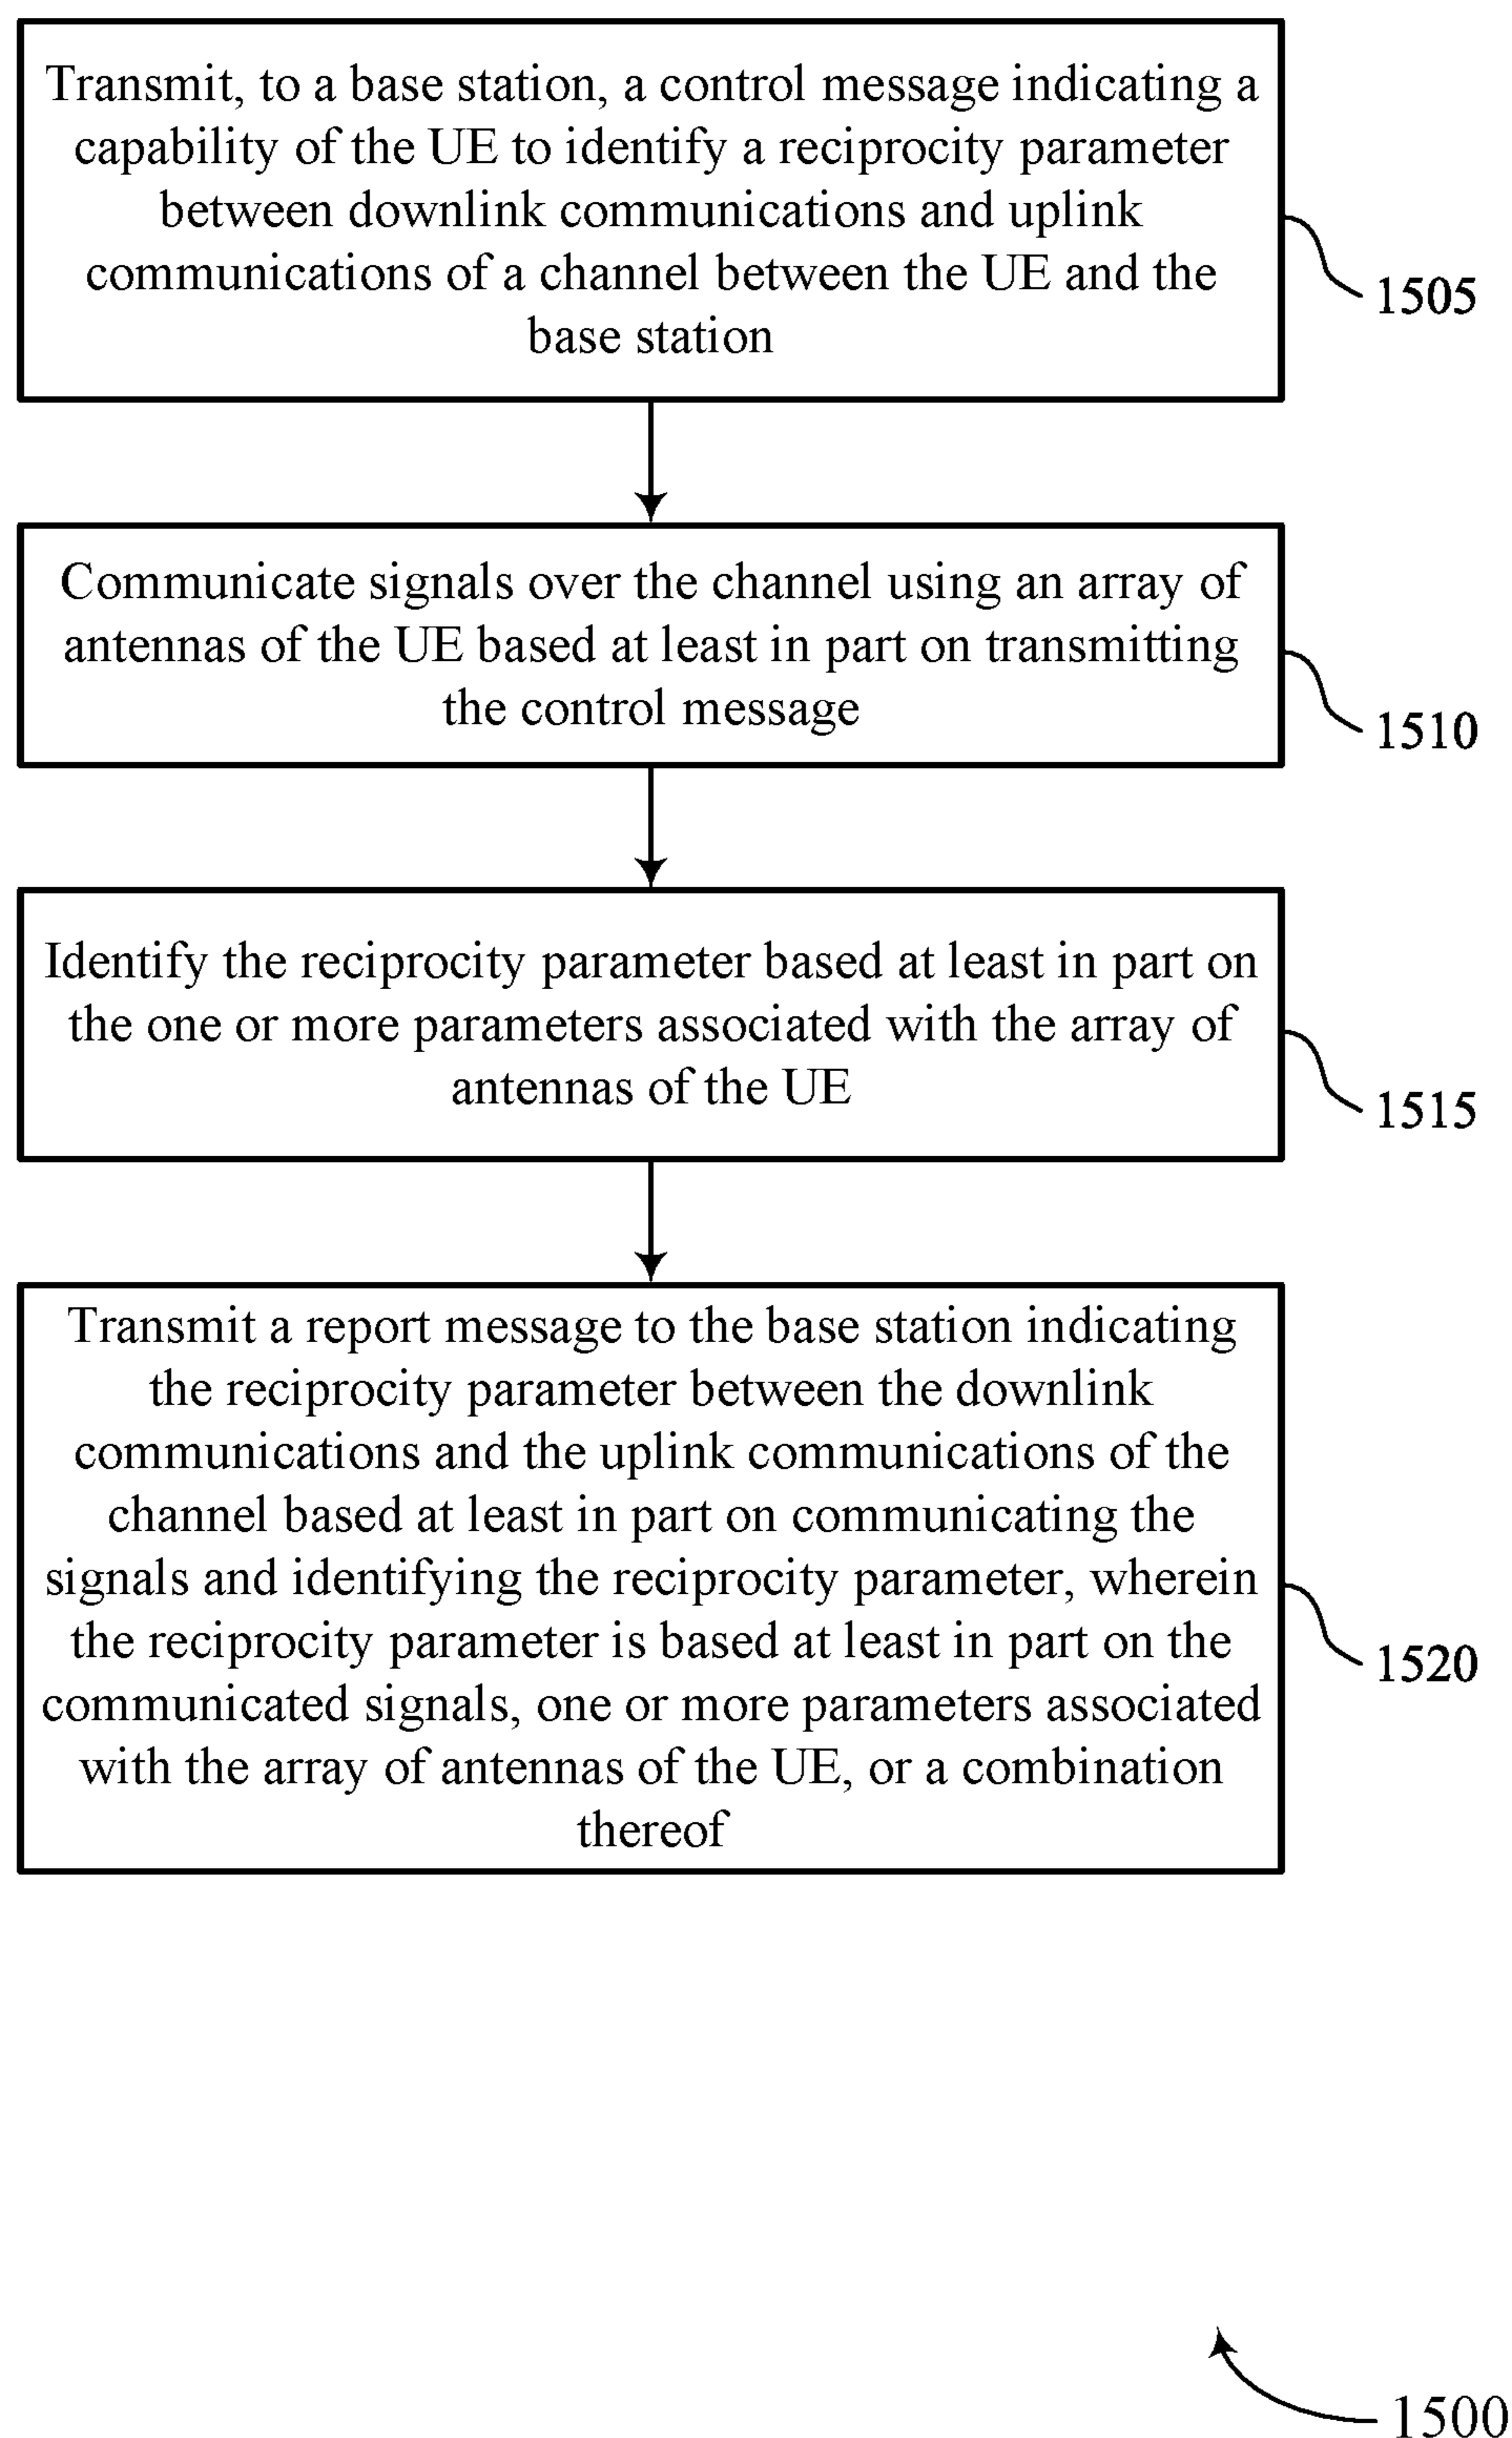 Transmit, to a base station, a control message indicating a
capability of the UE to identify a reciprocity parameter
between downlink communications and uplink
communications of a channel between the UE and the
base station
1505
Communicate signals over the channel using an array of
antennas of the UE based at least in part on transmitting
the control message
1510
Identify the reciprocity parameter based at least in part on
the one or more parameters associated with the array of
antennas of the UE
1515
Transmit a report message to the base station indicating
the reciprocity parameter between the downlink
communications and the uplink communications of the
channel based at least in part on communicating the
signals and identifying the reciprocity parameter, wherein
the reciprocity parameter is based at least in part on the
communicated signals, one or more parameters associated
with the array of antennas of the UE, or a combination
thereof
1520
1500